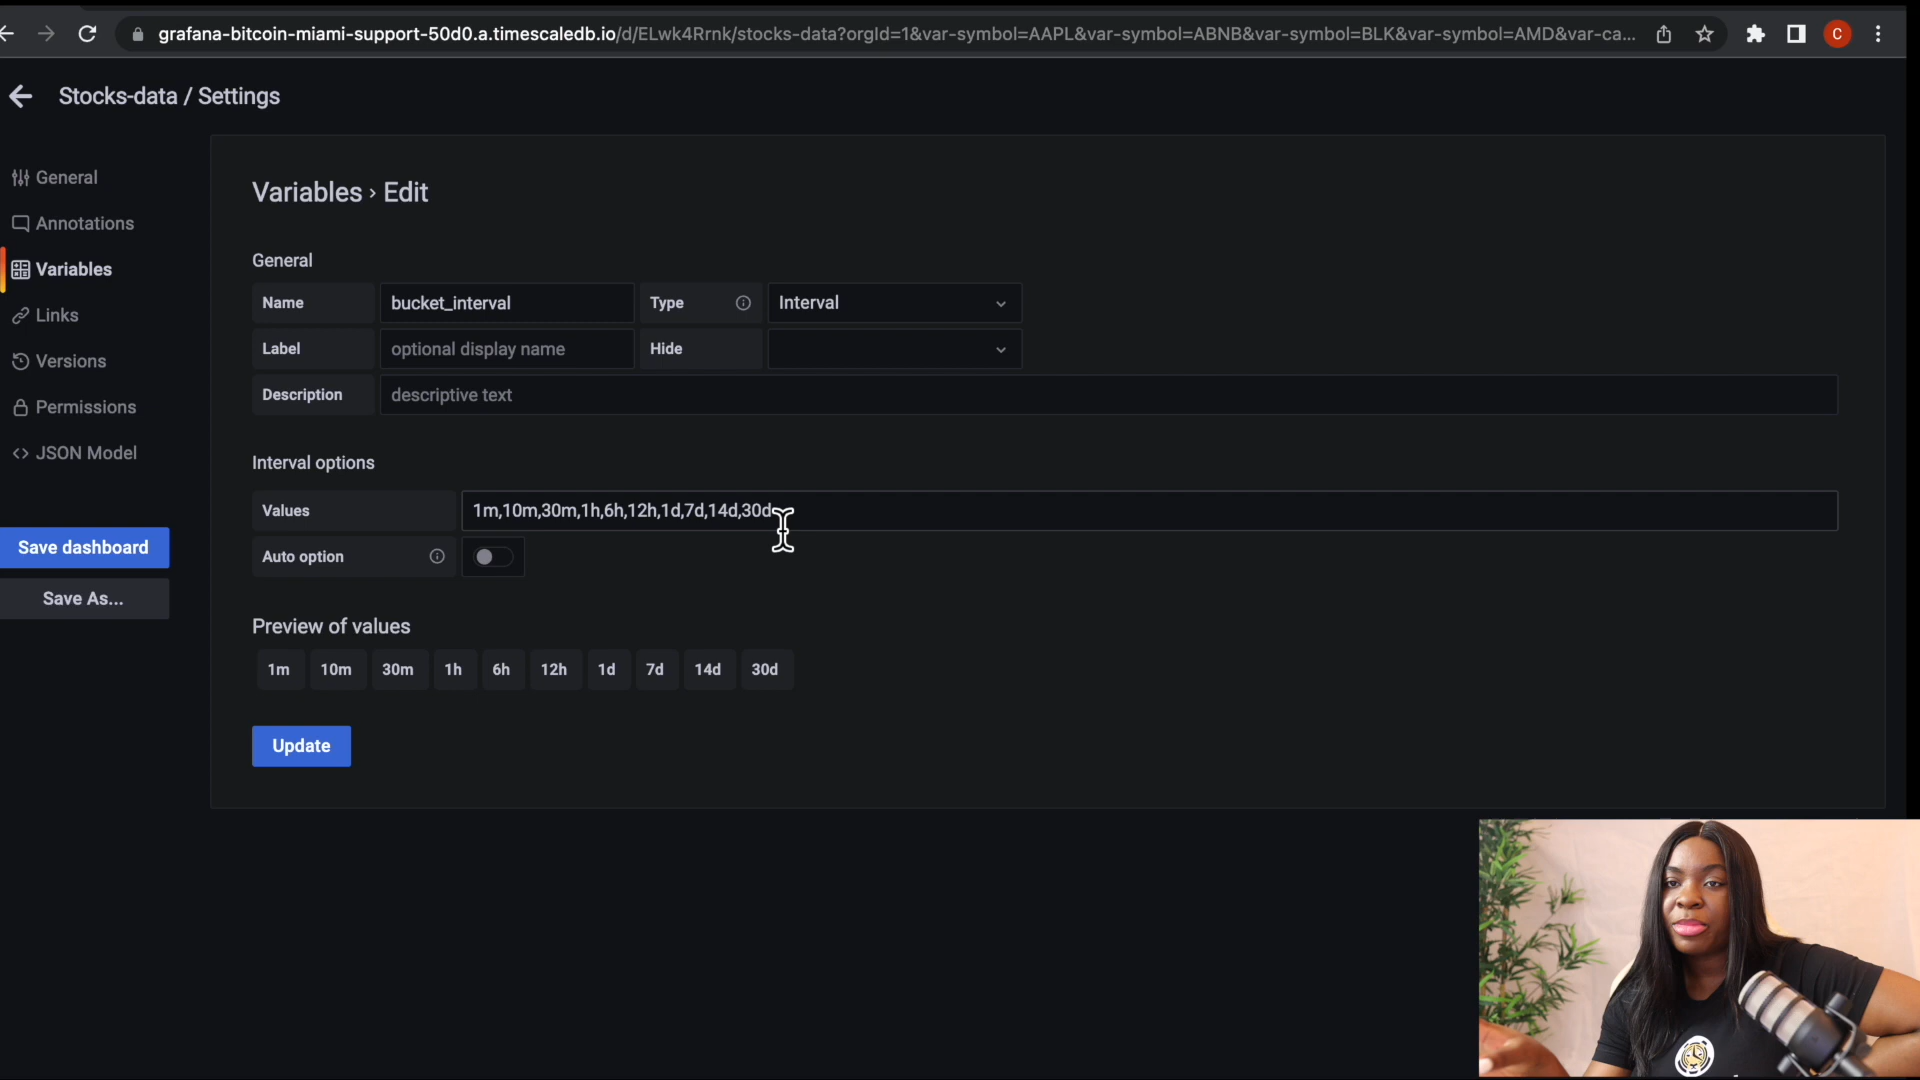 grafana-bitcoin-miami-support-50d0.a.timescaledb.io/d/ELwk4Rrnk/stocks-data?orgId=1&var-symbol=AAPL&var-symbol=ABNB&var-symbol=BLK&var-symbol=AMD&var-ca...
C
Stocks-data / Settings
General
Annotations
Variables
Links
Versions
Permissions
JSON Model
Save dashboard
Save As...
Variables › Edit
General
Name bucket_interval Type Interval
Label optional display name Hide
Description descriptive text
Interval options
Values 1m,10m,30m,1h,6h,12h,1d,7d,14d,30d
Auto option
Preview of values
1m 10m 30m 1h 6h 12h 1d 7d 14d 30d
Update